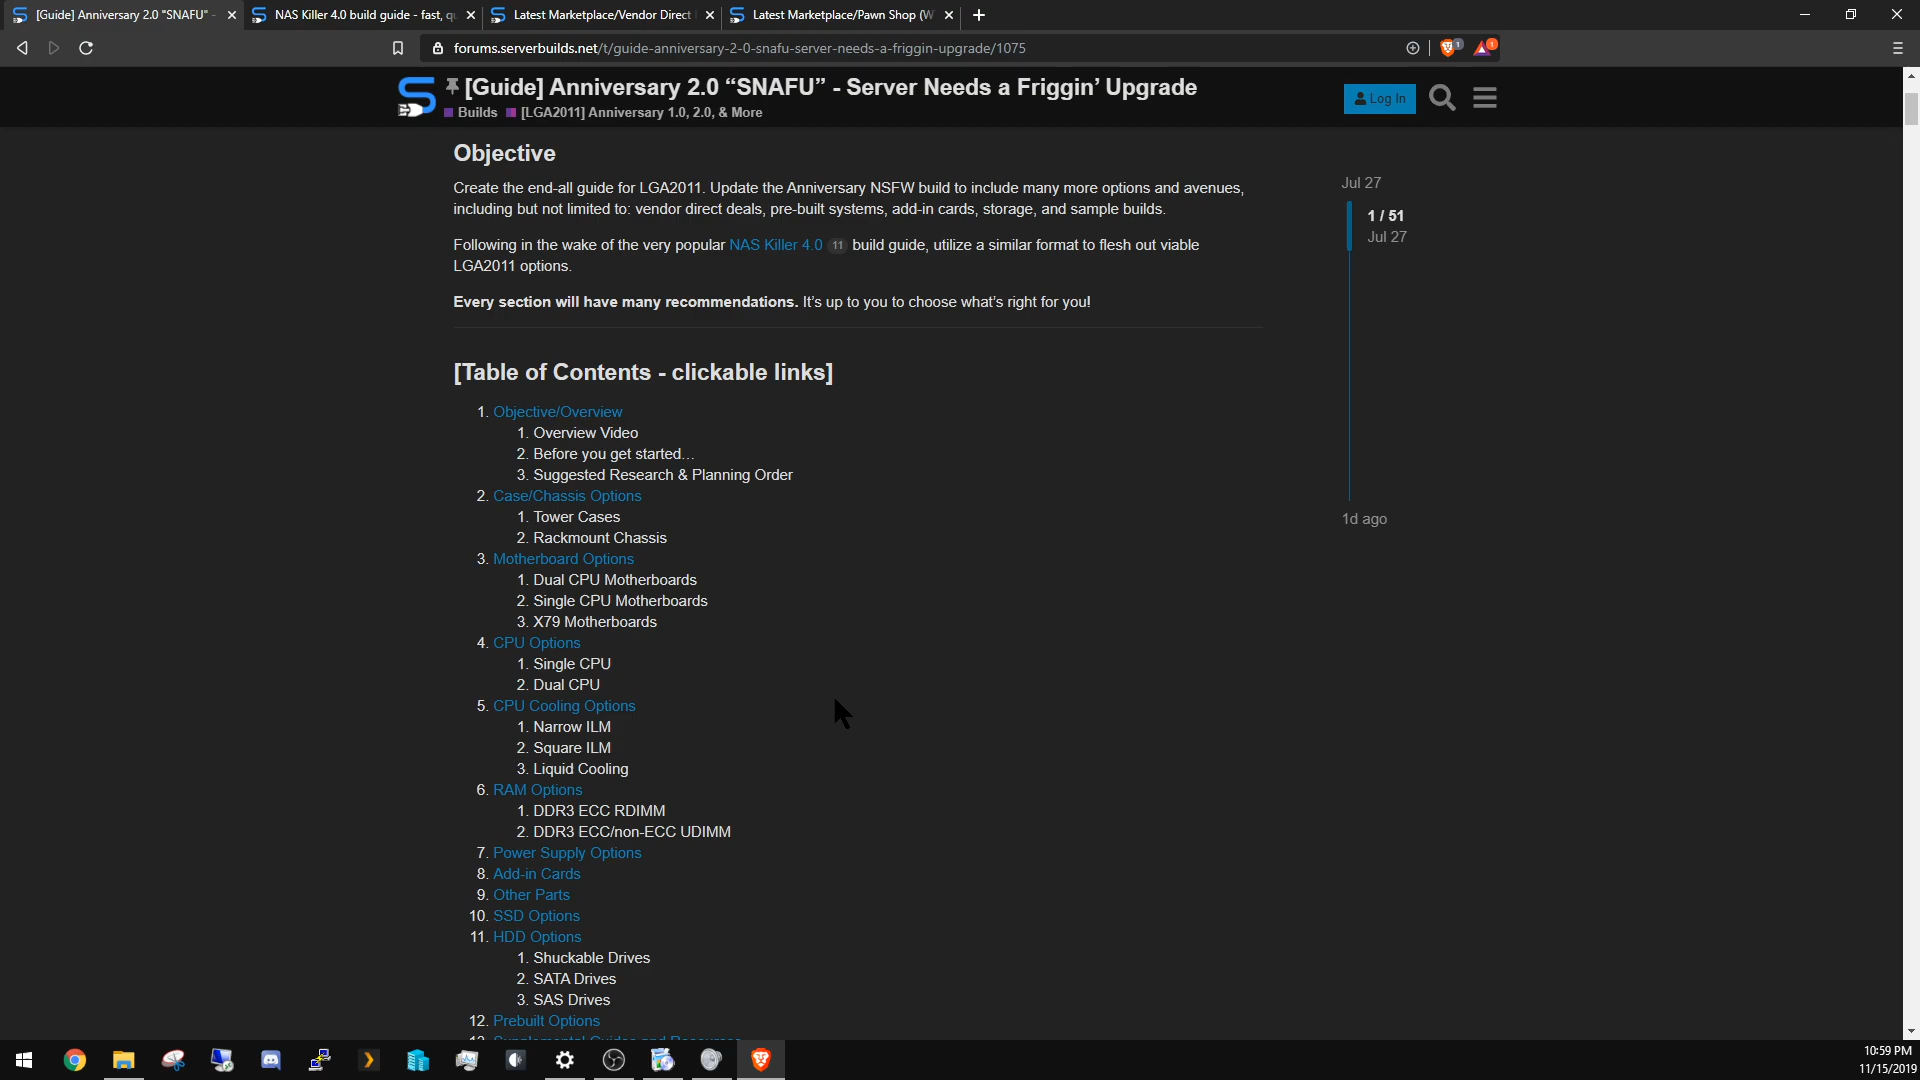 [Guide] Anniversary 2.0 "SNAFU" -
NAS Killer 4.0 build guide - fast, qu
Latest Marketplace/Vendor Direct
Latest Marketplace/Pawn Shop (W
forums.serverbuilds.net/t/guide-anniversary-2-0-snafu-server-needs-a-friggin-upgrade/1075
1
1
[Guide] Anniversary 2.0 “SNAFU” - Server Needs a Friggin’ Upgrade
Builds [LGA2011] Anniversary 1.0, 2.0, & More
Log In
Objective
Create the end-all guide for LGA2011. Update the Anniversary NSFW build to include many more options and avenues,
including but not limited to: vendor direct deals, pre-built systems, add-in cards, storage, and sample builds.
Following in the wake of the very popular NAS Killer 4.0 11 build guide, utilize a similar format to flesh out viable
LGA2011 options.
Every section will have many recommendations. It’s up to you to choose what’s right for you!
Jul 27
1 / 51
Jul 27
1d ago
[Table of Contents - clickable links]
1. Objective/Overview
1. Overview Video
2. Before you get started…
3. Suggested Research & Planning Order
2. Case/Chassis Options
1. Tower Cases
2. Rackmount Chassis
3. Motherboard Options
1. Dual CPU Motherboards
2. Single CPU Motherboards
3. X79 Motherboards
4. CPU Options
1. Single CPU
2. Dual CPU
5. CPU Cooling Options
1. Narrow ILM
2. Square ILM
3. Liquid Cooling
6. RAM Options
1. DDR3 ECC RDIMM
2. DDR3 ECC/non-ECC UDIMM
7. Power Supply Options
8. Add-in Cards
9. Other Parts
10. SSD Options
11. HDD Options
1. Shuckable Drives
2. SATA Drives
3. SAS Drives
12. Prebuilt Options
10:59 PM
11/15/2019